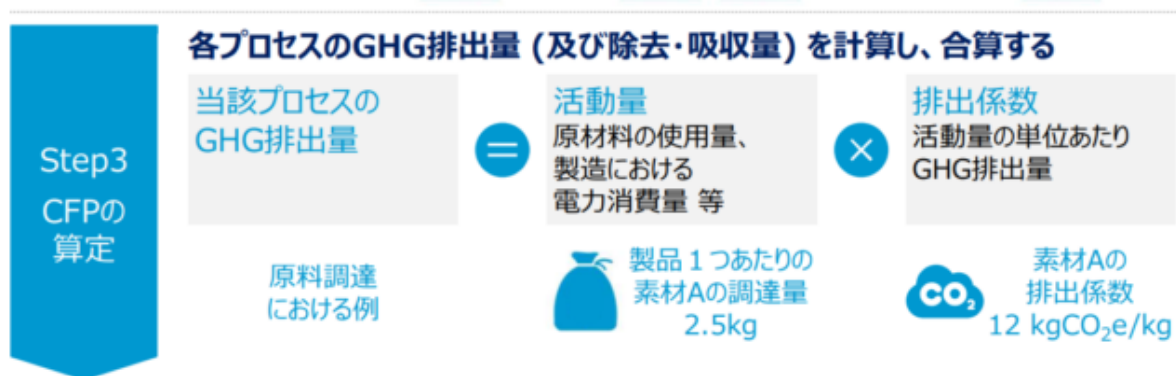 各プロセスのGHG排出量 (及び除去・吸収量) を計算し、合算する
Step3
CFPの
算定
当該プロセスの
GHG排出量
=
活動量
原材料の使用量、
製造における
電力消費量 等
×
排出係数
活動量の単位あたり
GHG排出量
原料調達
における例
製品１つあたりの
素材Aの調達量
2.5kg
CO₂
素材Aの
排出係数
12 kgCO₂e/kg